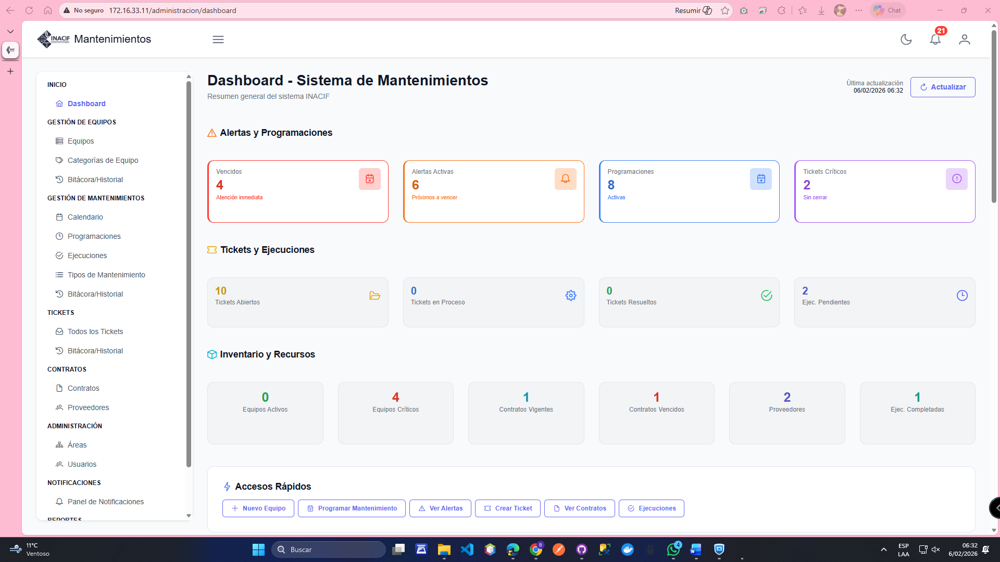 No seguro
172.16.33.11/administracion/dashboard
Resumir
Chat
INACIF
Mantenimientos
21
INICIO
Dashboard
GESTIÓN DE EQUIPOS
Equipos
Categorías de Equipo
Bitácora/Historial
GESTIÓN DE MANTENIMIENTOS
Calendario
Programaciones
Ejecuciones
Tipos de Mantenimiento
Bitácora/Historial
TICKETS
Todos los Tickets
Bitácora/Historial
CONTRATOS
Contratos
Proveedores
ADMINISTRACIÓN
Áreas
Usuarios
NOTIFICACIONES
Panel de Notificaciones
REPORTES
Dashboard - Sistema de Mantenimientos
Resumen general del sistema INACIF
Última actualización
06/02/2026 06:32
Actualizar
Alertas y Programaciones
Vencidos
4
Atención inmediata
Alertas Activas
6
Próximos a vencer
Programaciones
8
Activas
Tickets Críticos
2
Sin cerrar
Tickets y Ejecuciones
10
Tickets Abiertos
0
Tickets en Proceso
0
Tickets Resueltos
2
Ejec. Pendientes
Inventario y Recursos
0
Equipos Activos
4
Equipos Críticos
1
Contratos Vigentes
1
Contratos Vencidos
2
Proveedores
1
Ejec. Completadas
Accesos Rápidos
Nuevo Equipo
Programar Mantenimiento
Ver Alertas
Crear Ticket
Ver Contratos
Ejecuciones
11°C
Ventoso
Buscar
B
4
ESP
LAA
06:32
6/02/2026